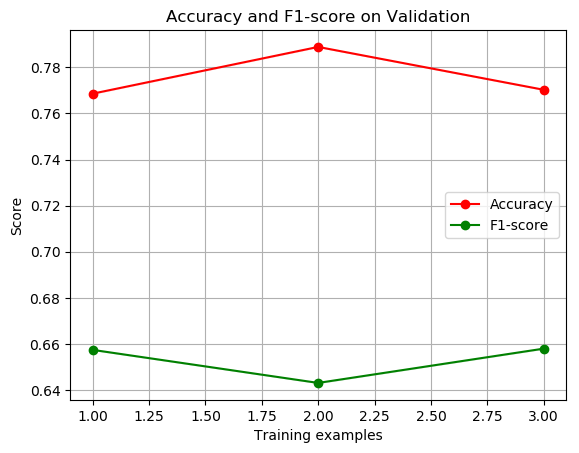 Accuracy and F1-score on Validation
Score
0.78
0.76
0.74
0.72
0.70
0.68
0.66
0.64
Accuracy
F1-score
1.00 1.25 1.50 1.75 2.00 2.25 2.50 2.75 3.00
Training examples